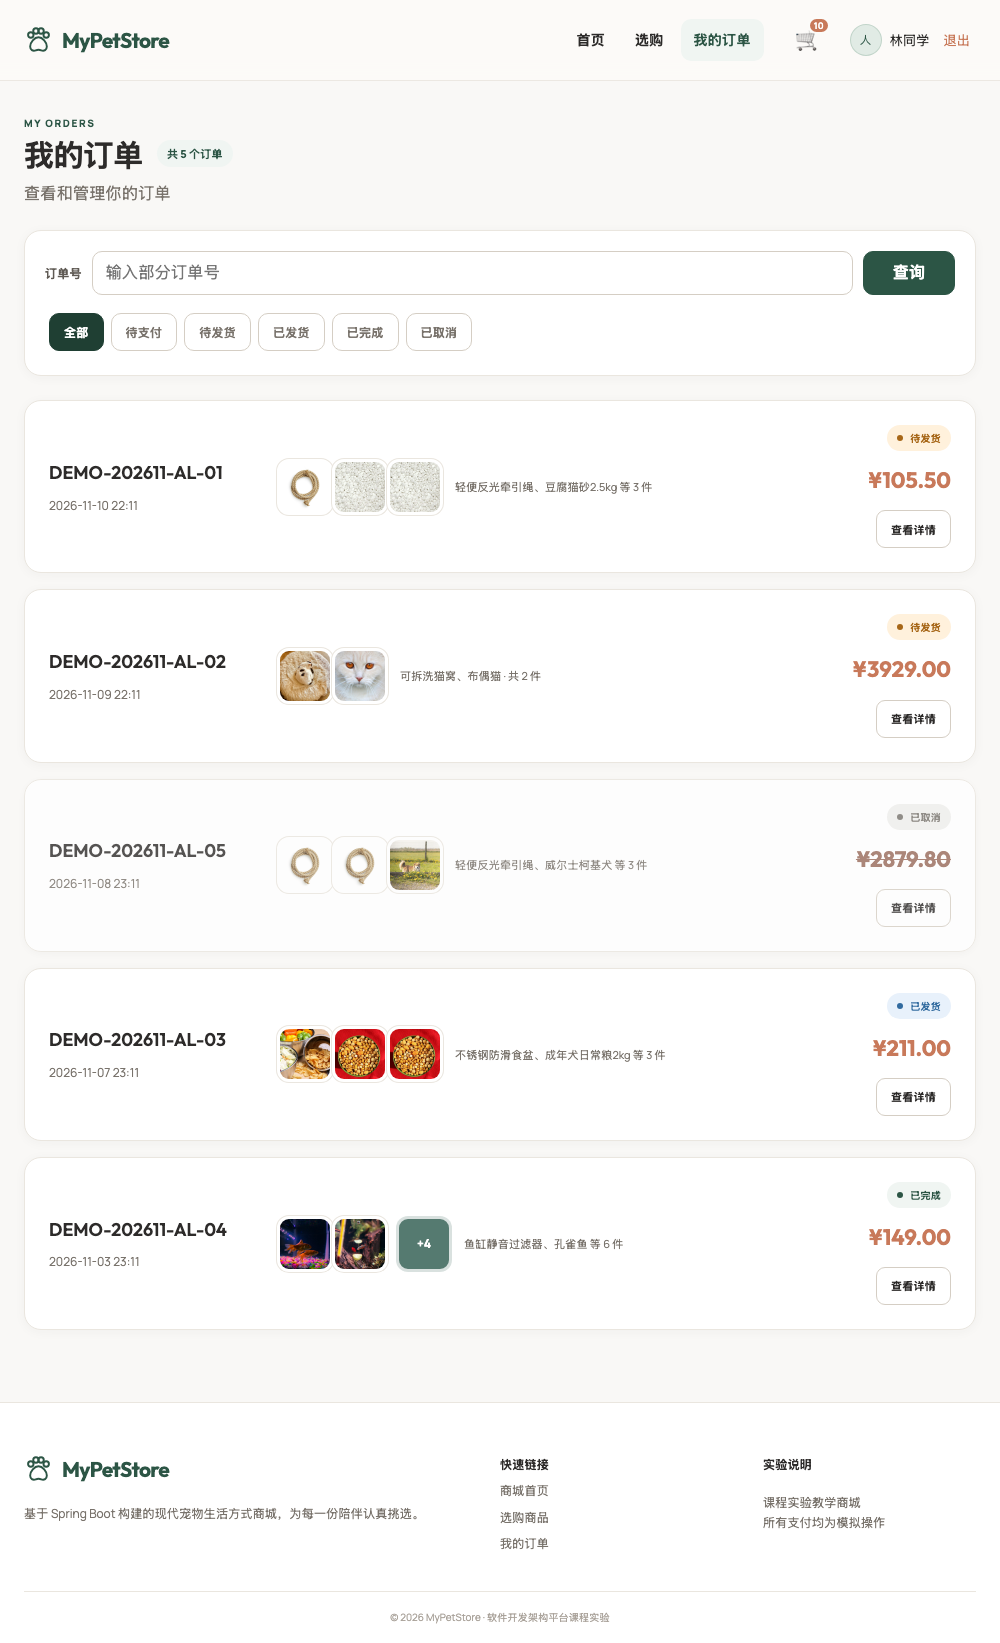 MyPetStore
首页 选购 我的订单 10 人 林同学 退出
MY ORDERS
我的订单 共 5 个订单
查看和管理你的订单
订单号 输入部分订单号 查询
全部 待支付 待发货 已发货 已完成 已取消
待发货
DEMO-202611-AL-01
2026-11-10 22:11
轻便反光牵引绳、豆腐猫砂2.5kg 等 3 件
¥105.50
查看详情
待发货
DEMO-202611-AL-02
2026-11-09 22:11
可拆洗猫窝、布偶猫 · 共 2 件
¥3929.00
查看详情
已取消
DEMO-202611-AL-05
2026-11-08 23:11
轻便反光牵引绳、威尔士柯基犬 等 3 件
¥2879.80
查看详情
已发货
DEMO-202611-AL-03
2026-11-07 23:11
不锈钢防滑食盆、成年犬日常粮2kg 等 3 件
¥211.00
查看详情
已完成
DEMO-202611-AL-04
2026-11-03 23:11
+4
鱼缸静音过滤器、孔雀鱼 等 6 件
¥149.00
查看详情
MyPetStore
基于 Spring Boot 构建的现代宠物生活方式商城，为每一份陪伴认真挑选。
快速链接
商城首页
选购商品
我的订单
实验说明
课程实验教学商城
所有支付均为模拟操作
© 2026 MyPetStore · 软件开发架构平台课程实验